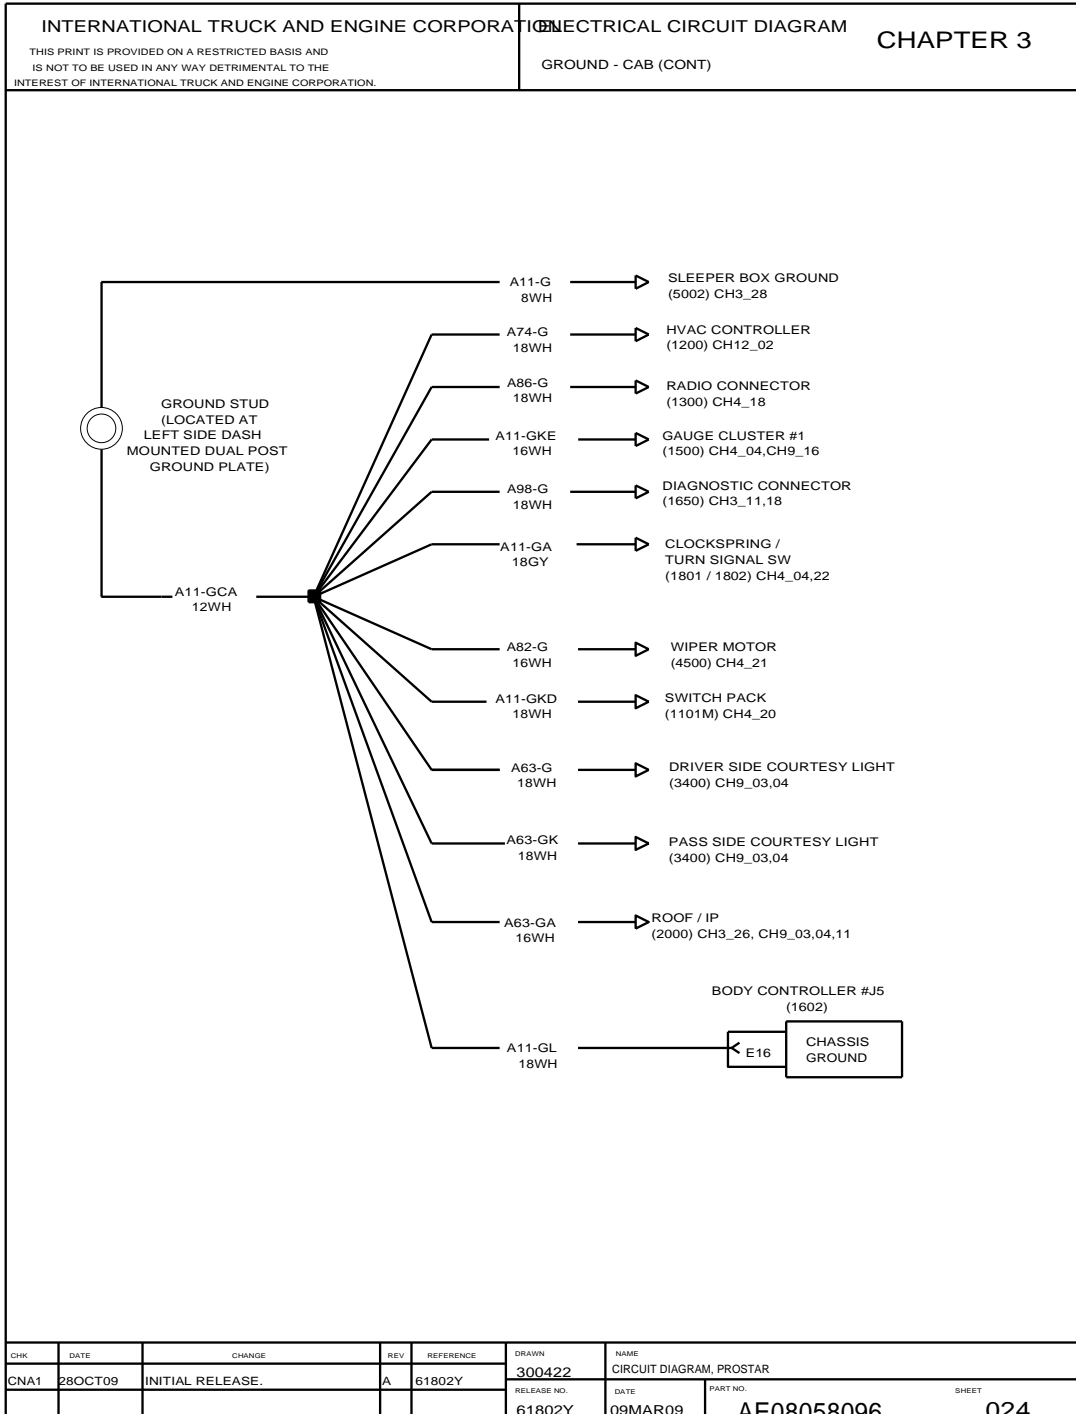 INTERNATIONAL TRUCK AND ENGINE CORPORATION
THIS PRINT IS PROVIDED ON A RESTRICTED BASIS AND
IS NOT TO BE USED IN ANY WAY DETRIMENTAL TO THE
INTEREST OF INTERNATIONAL TRUCK AND ENGINE CORPORATION.
ELECTRICAL CIRCUIT DIAGRAM
GROUND - CAB (CONT)
CHAPTER 3
A11-G
8WH
SLEEPER BOX GROUND
(5002) CH3_28
A74-G
18WH
HVAC CONTROLLER
(1200) CH12_02
A86-G
18WH
RADIO CONNECTOR
(1300) CH4_18
GROUND STUD
(LOCATED AT
LEFT SIDE DASH
MOUNTED DUAL POST
GROUND PLATE)
A11-GKE
16WH
GAUGE CLUSTER #1
(1500) CH4_04,CH9_16
A98-G
18WH
DIAGNOSTIC CONNECTOR
(1650) CH3_11,18
A11-GA
18GY
CLOCKSPRING /
TURN SIGNAL SW
(1801 / 1802) CH4_04,22
A11-GCA
12WH
A82-G
16WH
WIPER MOTOR
(4500) CH4_21
A11-GKD
18WH
SWITCH PACK
(1101M) CH4_20
A63-G
18WH
DRIVER SIDE COURTESY LIGHT
(3400) CH9_03,04
A63-GK
18WH
PASS SIDE COURTESY LIGHT
(3400) CH9_03,04
A63-GA
16WH
ROOF / IP
(2000) CH3_26, CH9_03,04,11
BODY CONTROLLER #J5
(1602)
A11-GL
18WH
E16
CHASSIS
GROUND
CHK DATE CHANGE REV REFERENCE
CNA1 28OCT09 INITIAL RELEASE. A 61802Y
DRAWN
300422
NAME
CIRCUIT DIAGRAM, PROSTAR
RELEASE NO.
61802Y
DATE
09MAR09
PART NO.
AE08058096
SHEET
024